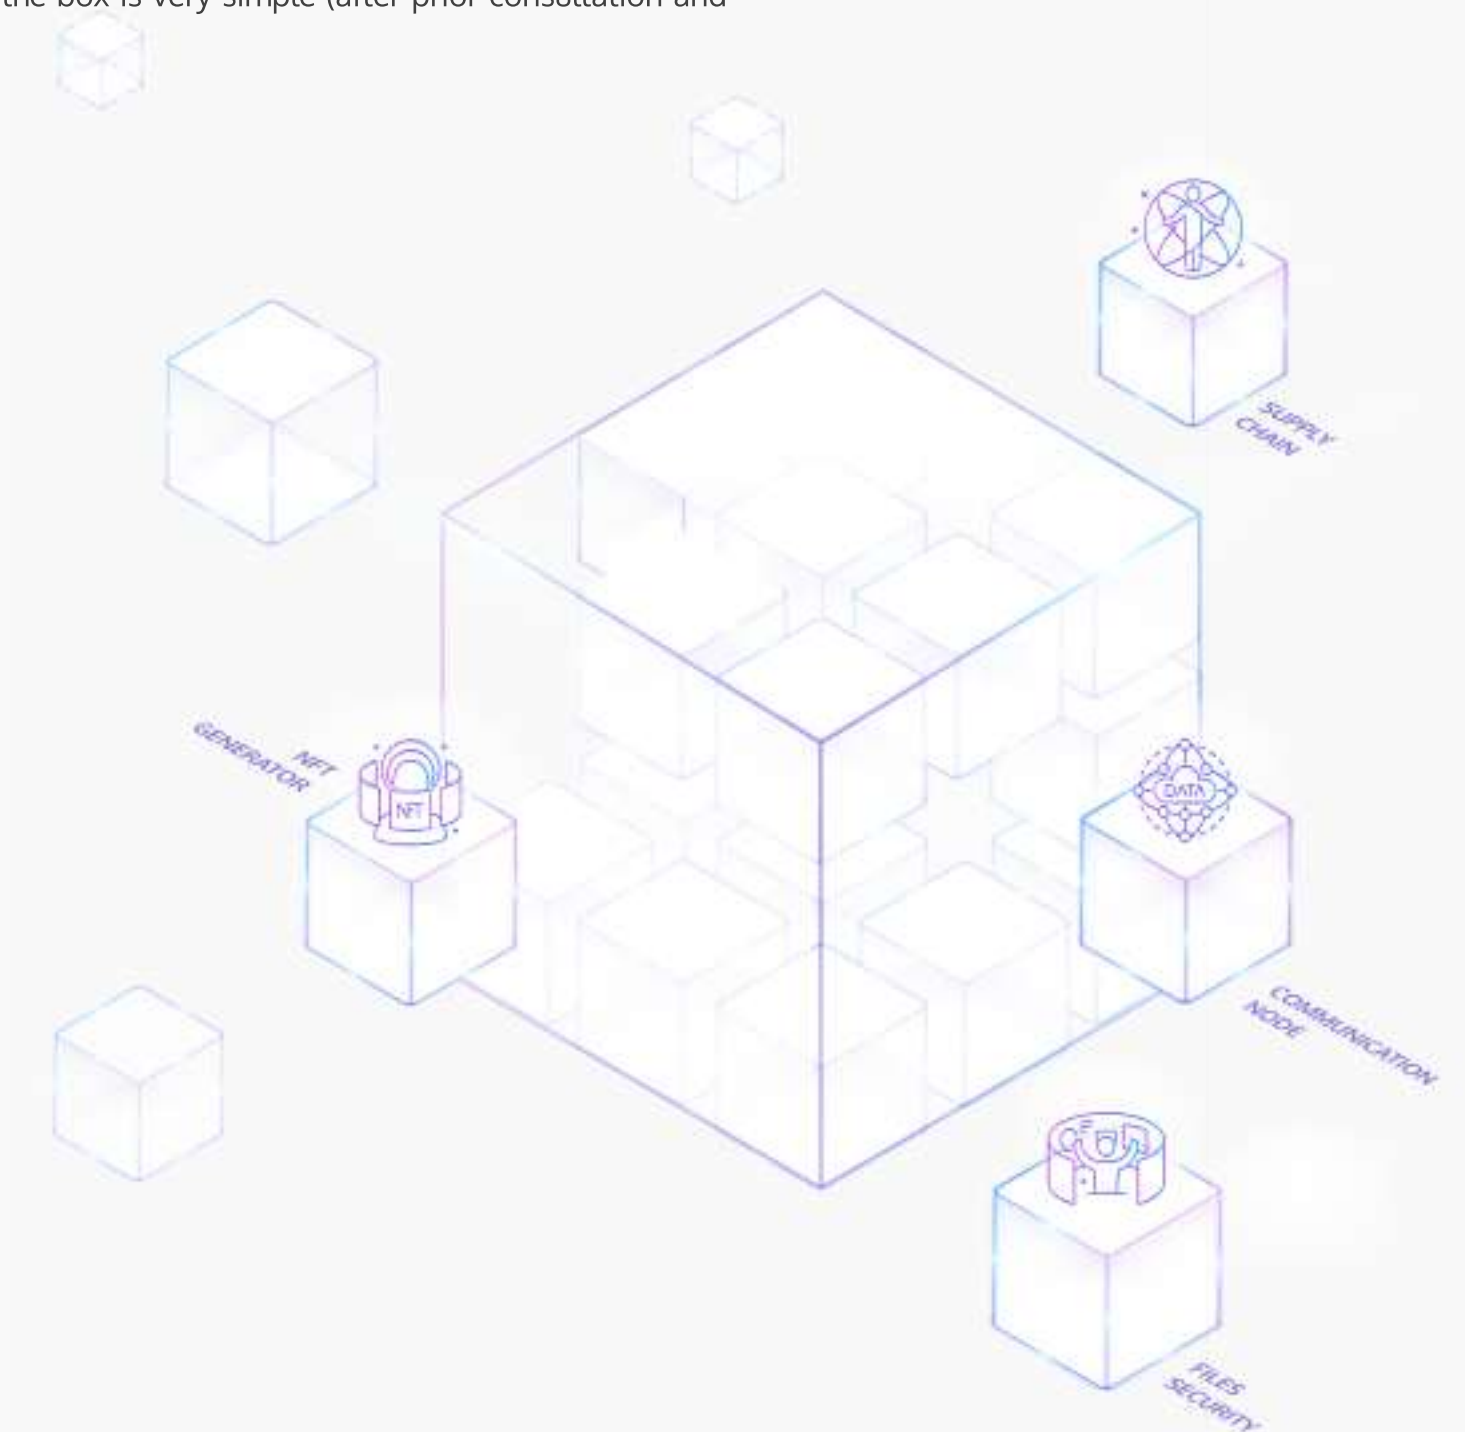 the box is very simple (after prior consultation and
SUPPLY
CHAIN
NFT
GENERATOR
NFT
DATA
COMMUNICATION
NODE
FILES
SECURITY